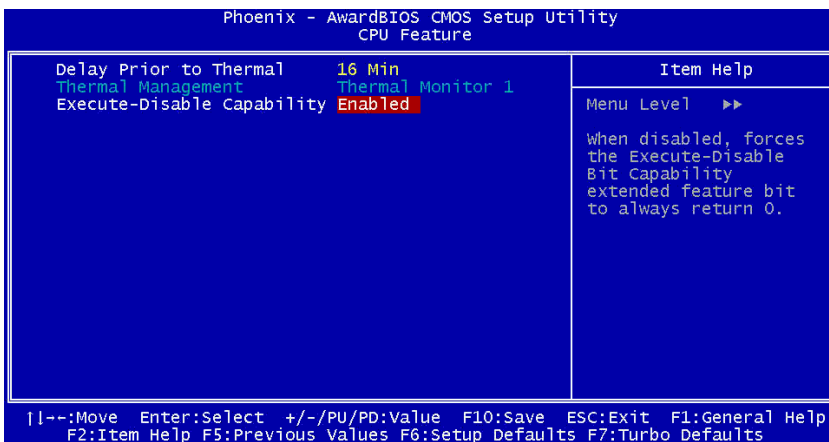 Phoenix - AwardBIOS CMOS Setup Utility
CPU Feature
Delay Prior to Thermal 16 Min
Thermal Management Thermal Monitor 1
Execute-Disable Capability Enabled
Item Help
Menu Level ▶▶
When disabled, forces
the Execute-Disable
Bit Capability
extended feature bit
to always return 0.
↑↓→←:Move Enter:Select +/-/PU/PD:Value F10:Save ESC:Exit F1:General Help
F2:Item Help F5:Previous Values F6:Setup Defaults F7:Turbo Defaults